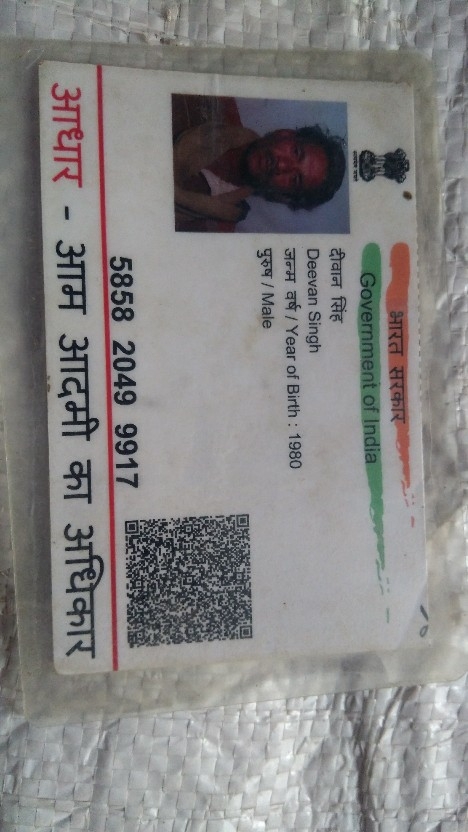 भारत सरकार
Government of India
दीवान सिंह
Deevan Singh
जन्म वर्ष / Year of Birth : 1980
पुरुष / Male
5858 2049 9917
आधार - आम आदमी का अधिकार